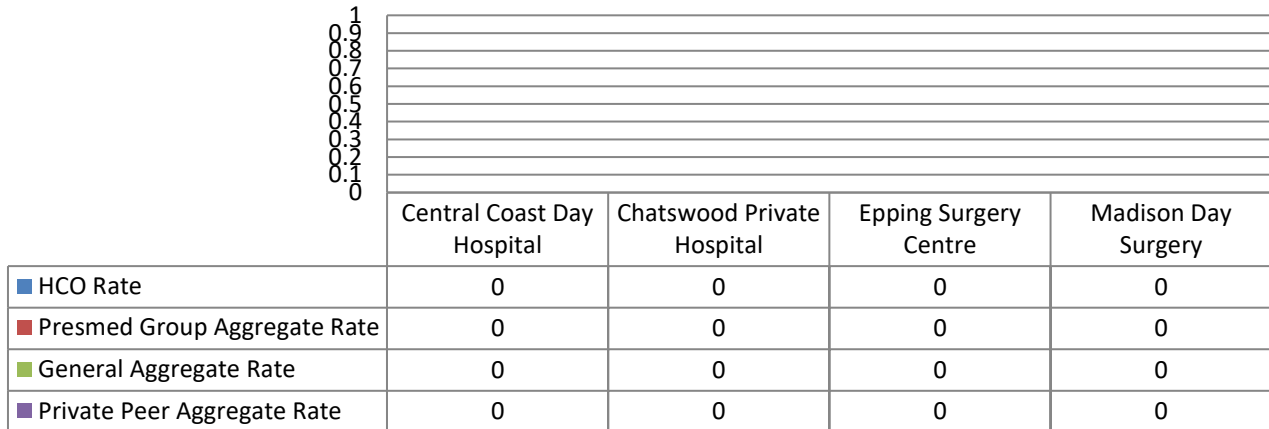 1
0.9
0.8
0.7
0.6
0.5
0.4
0.3
0.2
0.1
0
Central Coast Day Hospital Chatswood Private Hospital Epping Surgery Centre Madison Day Surgery
HCO Rate 0 0 0 0
Presmed Group Aggregate Rate 0 0 0 0
General Aggregate Rate 0 0 0 0
Private Peer Aggregate Rate 0 0 0 0